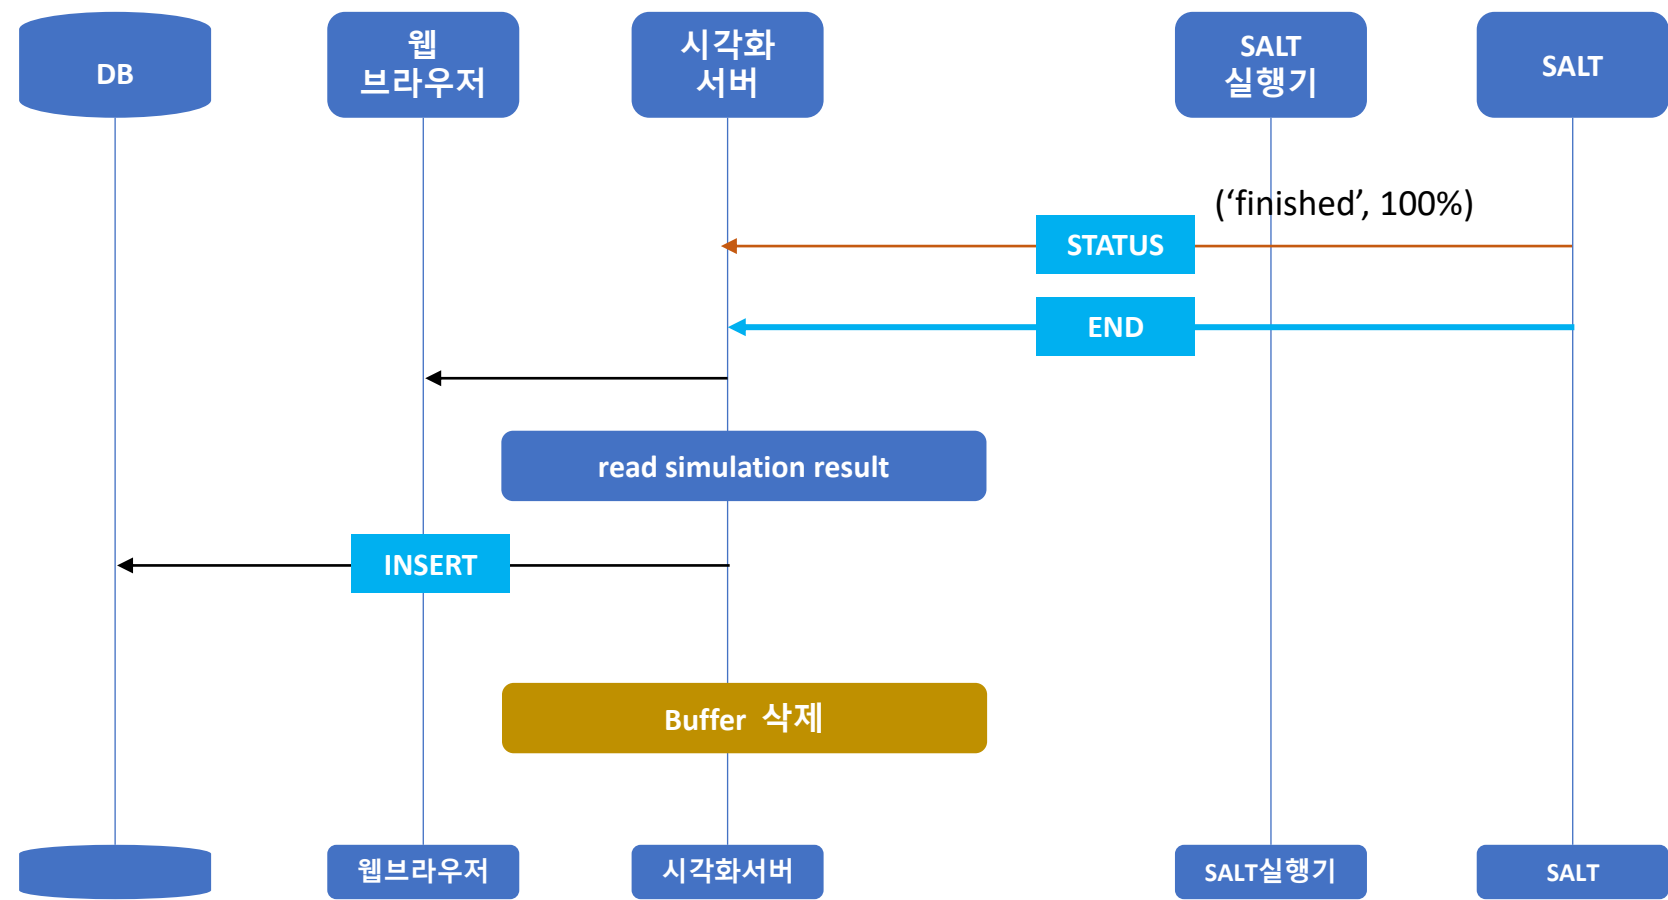 DB
웹
브라우저
시각화
서버
SALT
실행기
SALT
(‘finished’, 100%)
STATUS
END
read simulation result
INSERT
Buffer 삭제
웹브라우저
시각화서버
SALT실행기
SALT